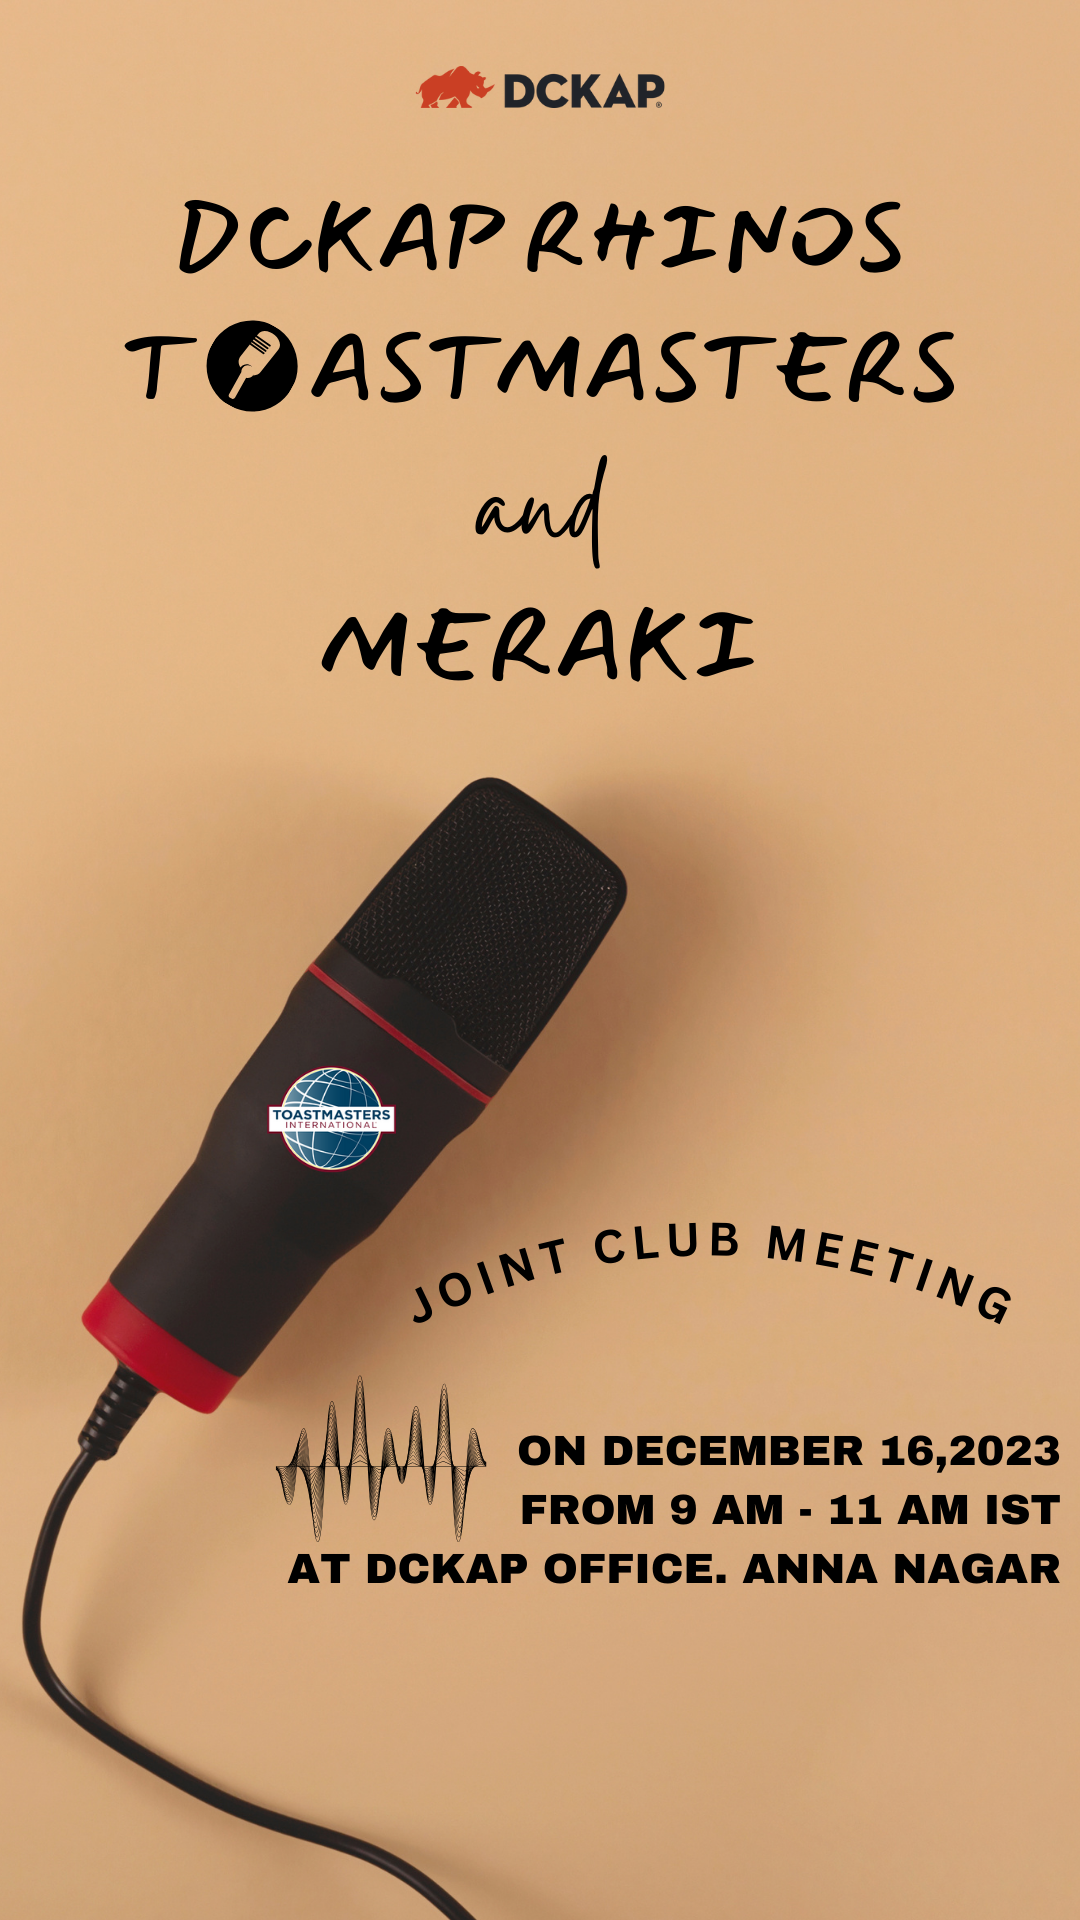 DCKAP®
DCKAP RHINOS
TOASTMASTERS
and
MERAKI
TOASTMASTERS
INTERNATIONAL
JOINT CLUB MEETING
ON DECEMBER 16,2023
FROM 9 AM - 11 AM IST
AT DCKAP OFFICE. ANNA NAGAR